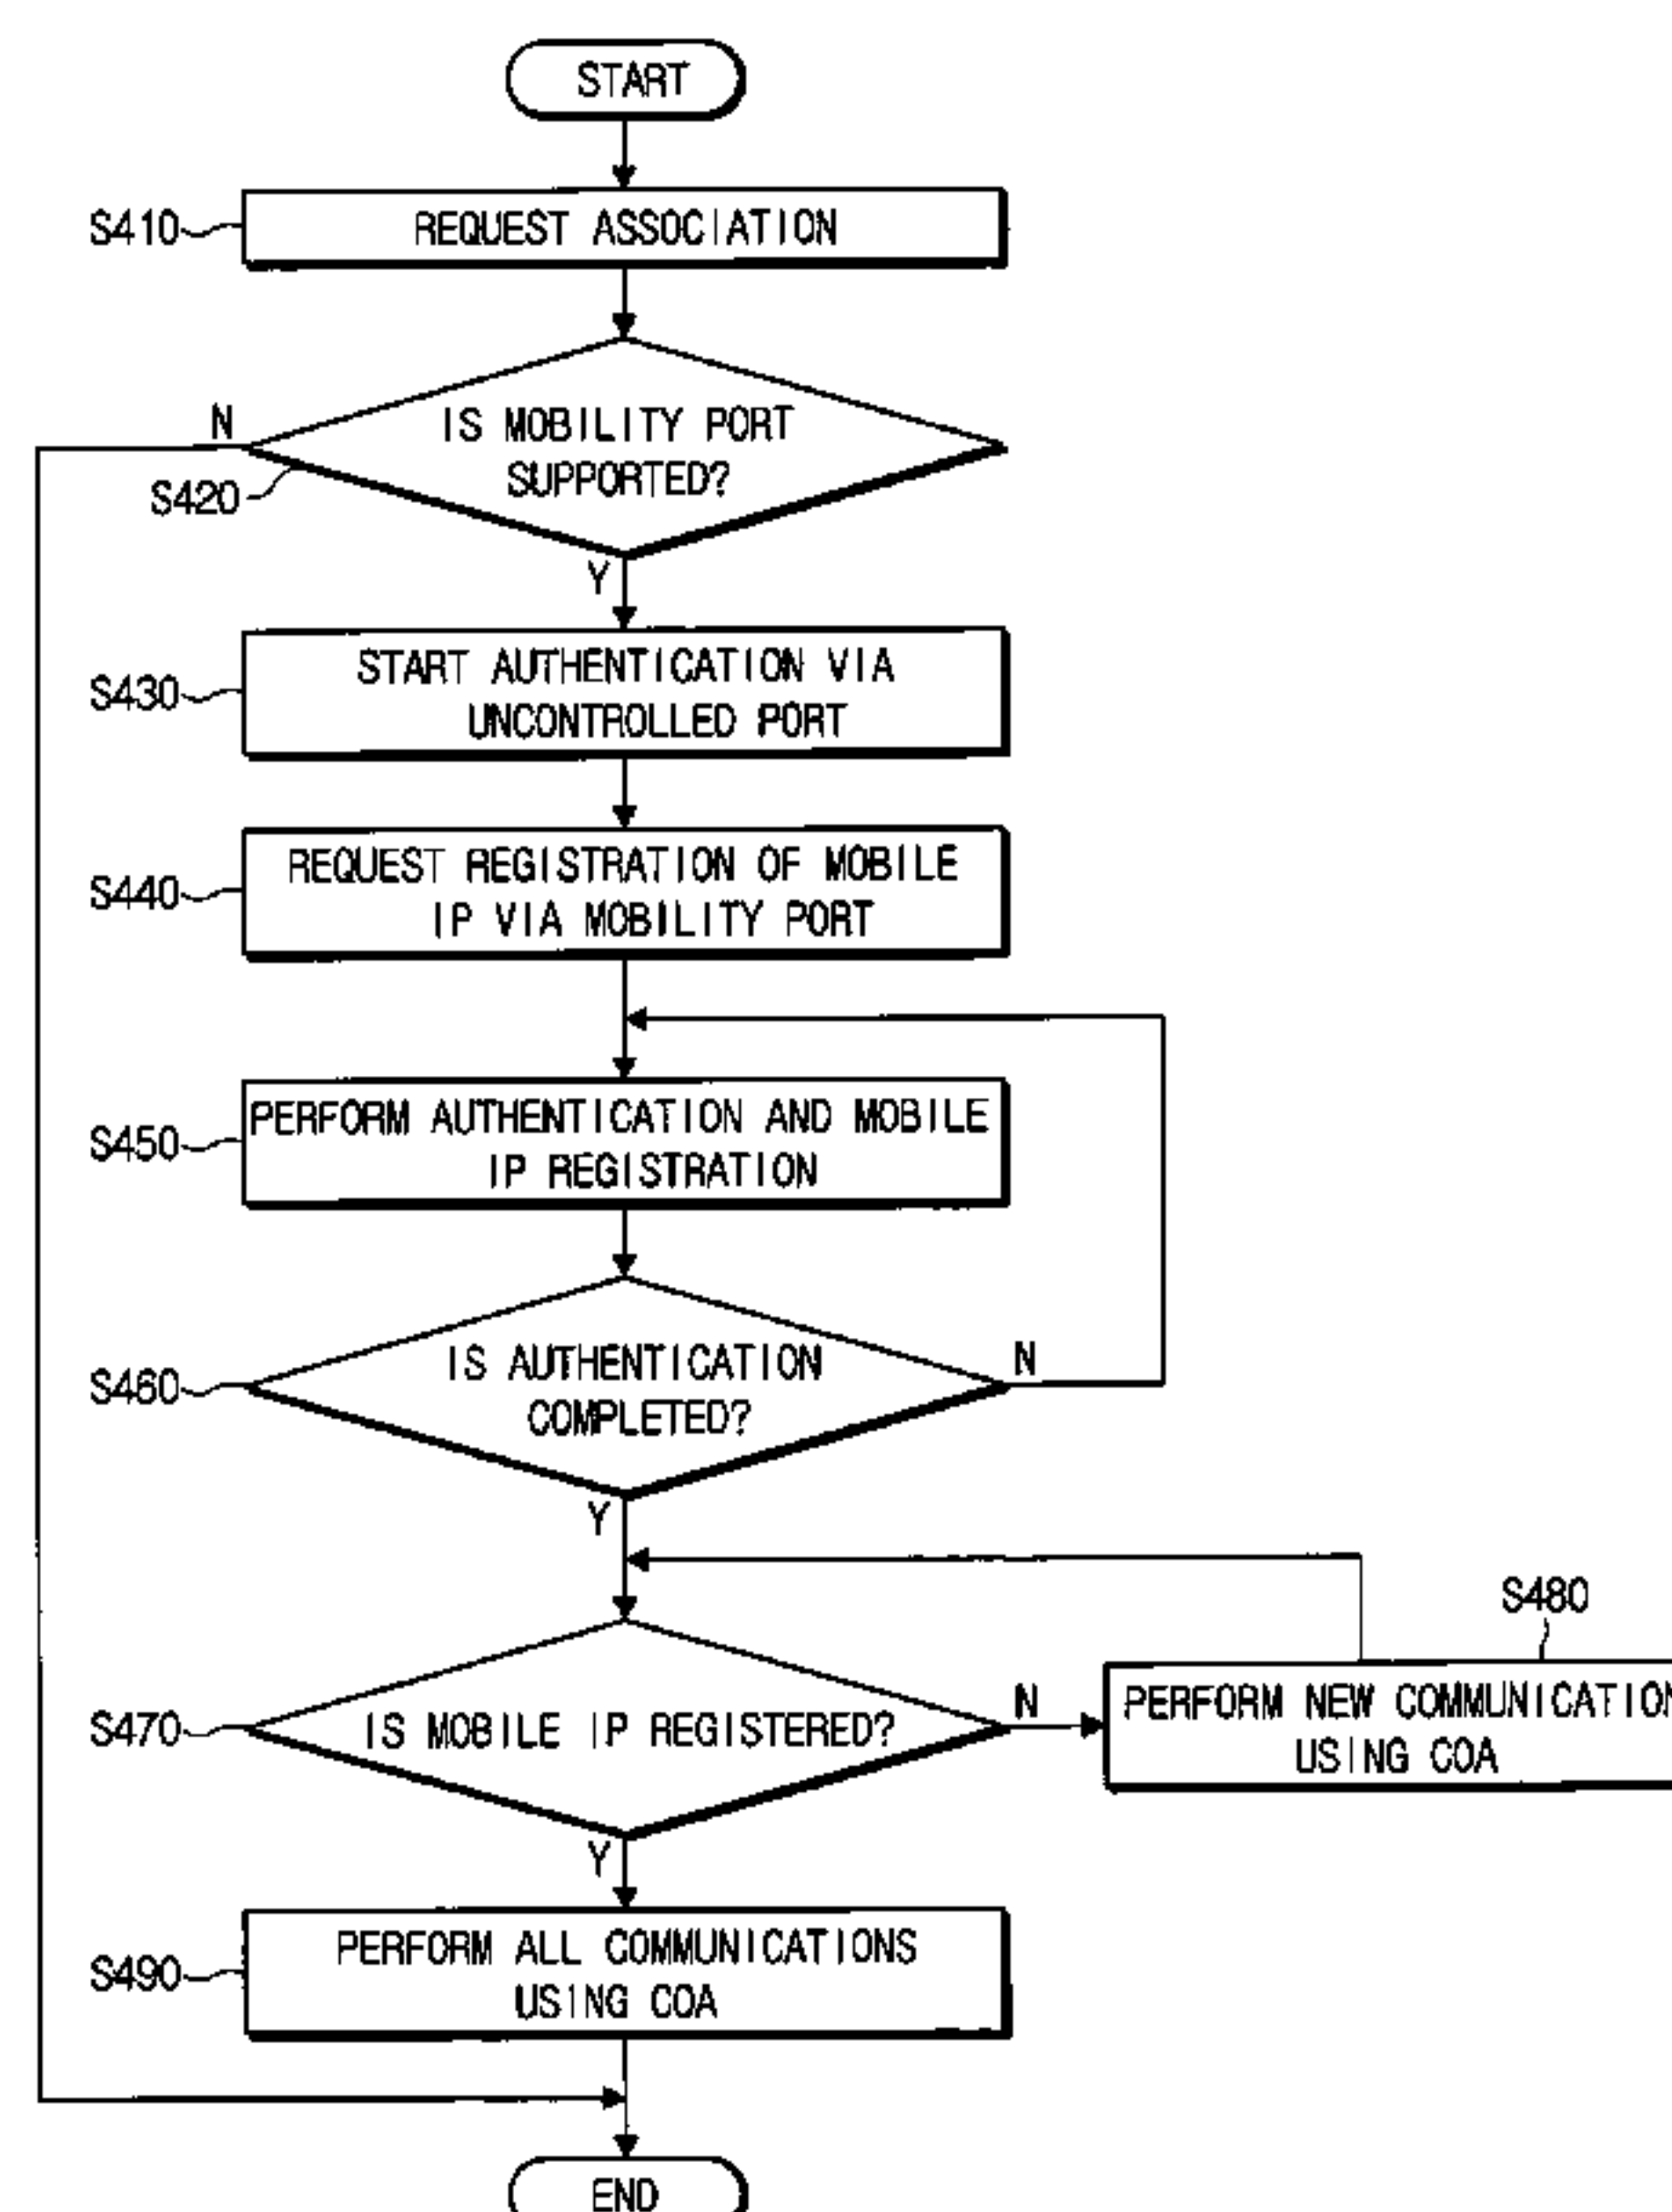 START
S410
REQUEST ASSOCIATION
N
IS MOBILITY PORT
SUPPORTED?
S420
Y
S430
START AUTHENTICATION VIA
UNCONTROLLED PORT
S440
REQUEST REGISTRATION OF MOBILE
IP VIA MOBILITY PORT
S450
PERFORM AUTHENTICATION AND MOBILE
IP REGISTRATION
S460
IS AUTHENTICATION
COMPLETED?
N
Y
S470
IS MOBILE IP REGISTERED?
N
S480
PERFORM NEW COMMUNICATION
USING COA
Y
S490
PERFORM ALL COMMUNICATIONS
USING COA
END